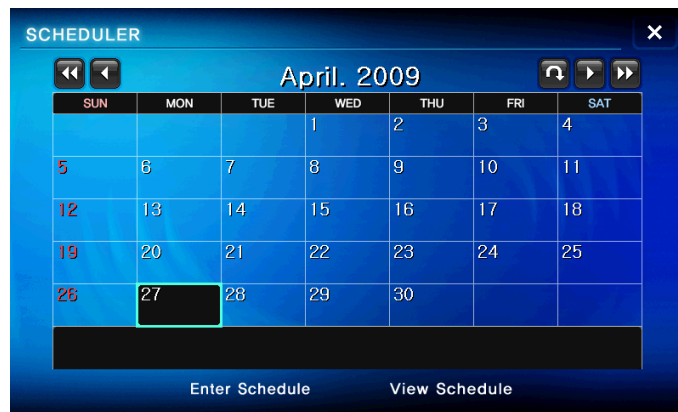 SCHEDULER ×
April. 2009
SUN MON TUE WED THU FRI SAT
1 2 3 4
5 6 7 8 9 10 11
12 13 14 15 16 17 18
19 20 21 22 23 24 25
26 27 28 29 30
Enter Schedule View Schedule